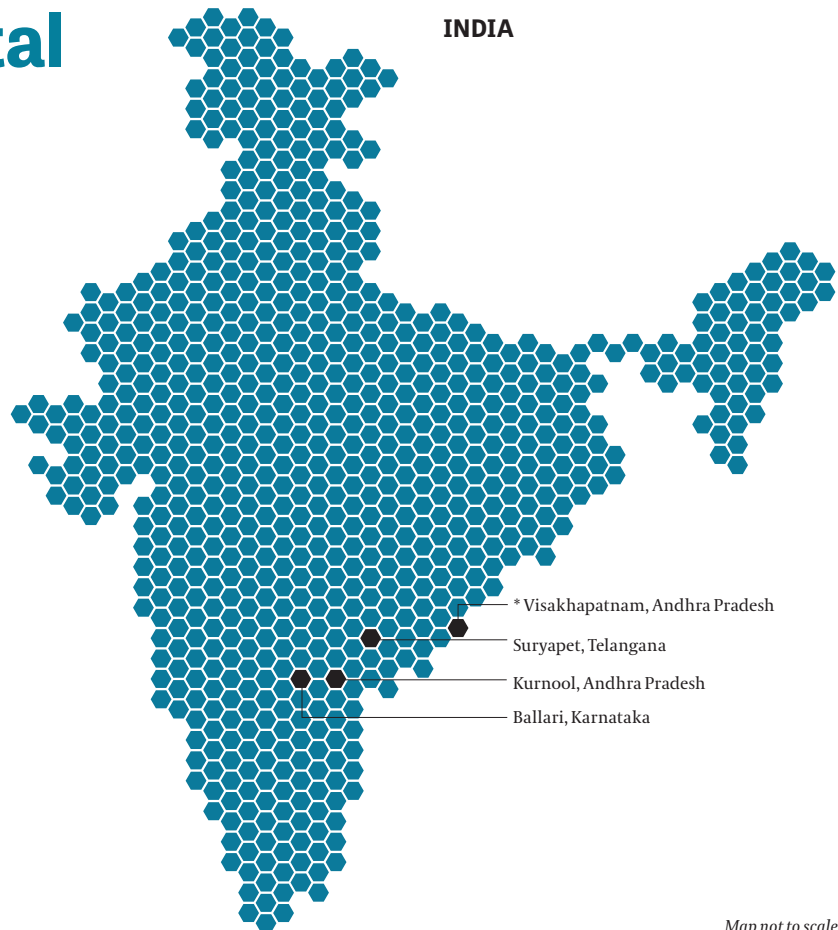 tal
INDIA
* Visakhapatnam, Andhra Pradesh
Suryapet, Telangana
Kurnool, Andhra Pradesh
Ballari, Karnataka
Map not to scale